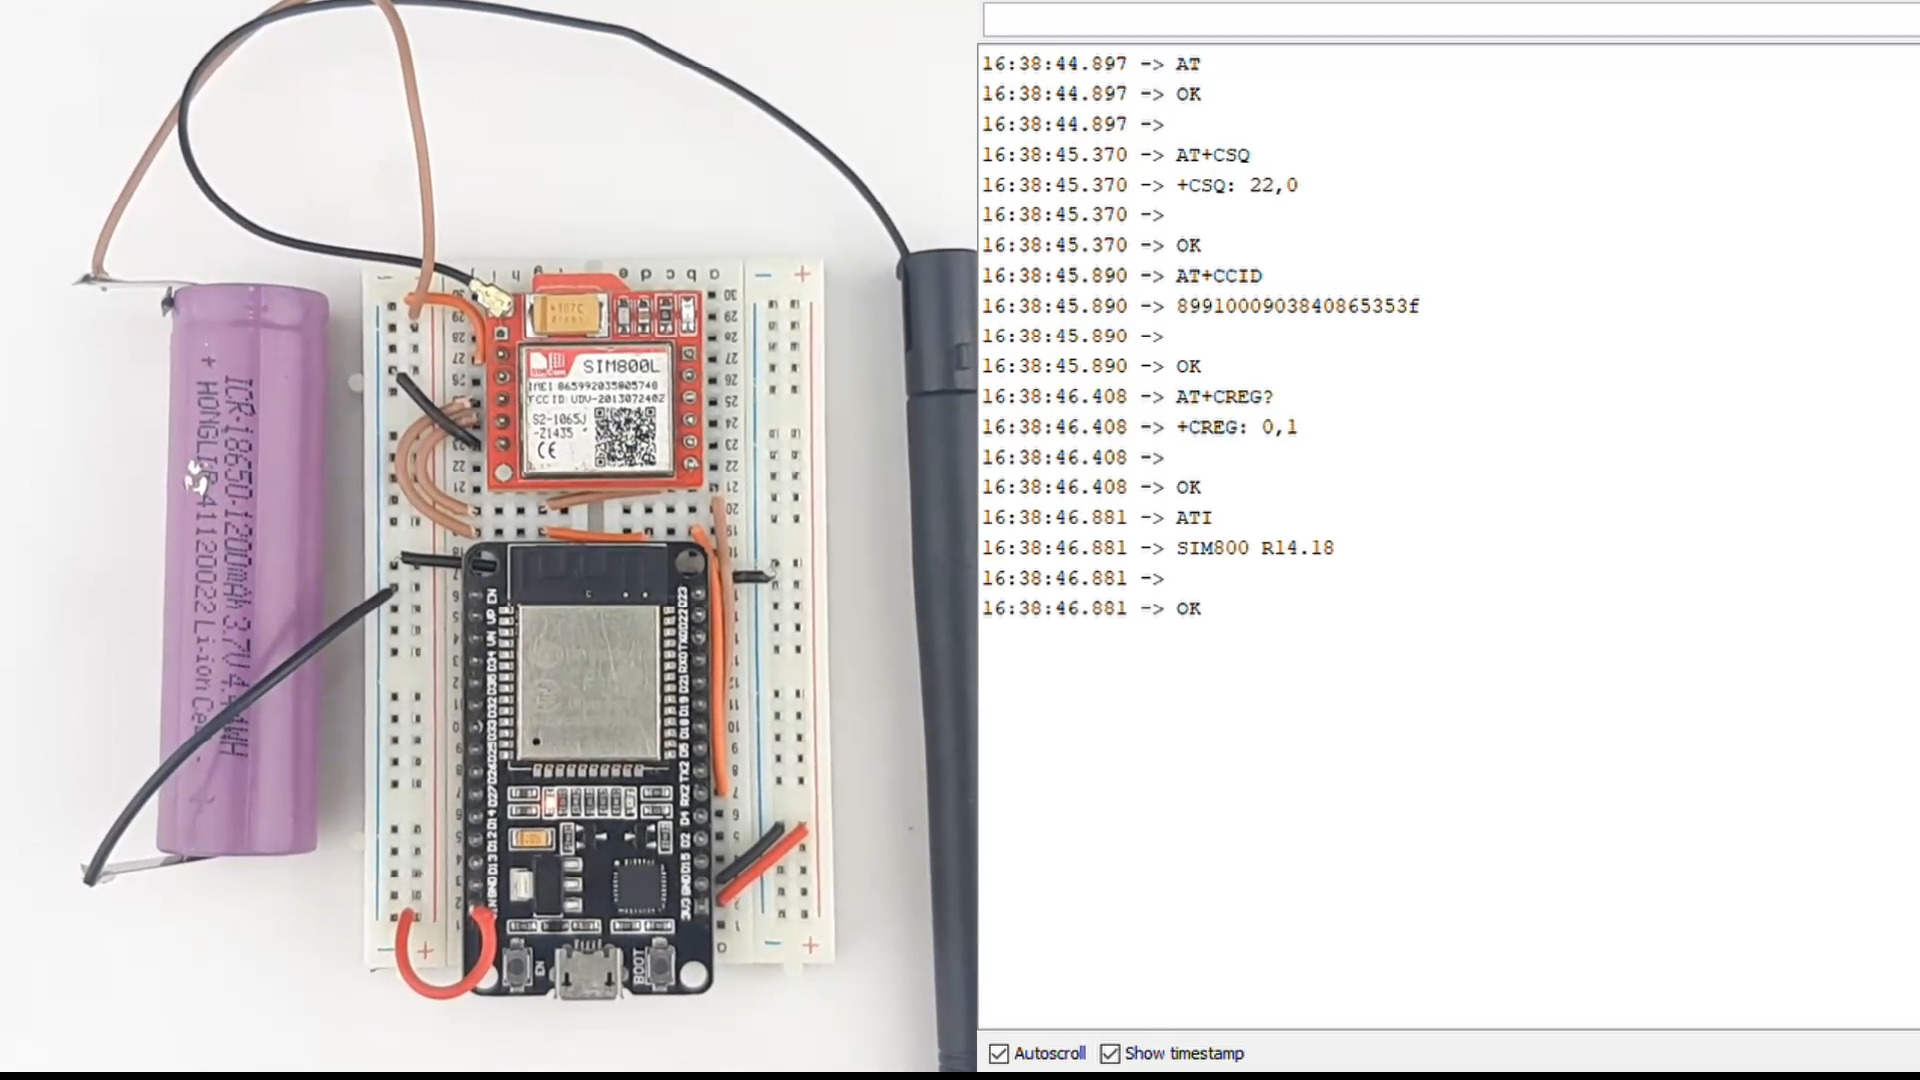 16:38:44.897 -> AT
16:38:44.897 -> OK
16:38:44.897 ->
16:38:45.370 -> AT+CSQ
16:38:45.370 -> +CSQ: 22,0
16:38:45.370 ->
16:38:45.370 -> OK
16:38:45.890 -> AT+CCID
16:38:45.890 -> 8991000903840865353f
16:38:45.890 ->
16:38:45.890 -> OK
16:38:46.408 -> AT+CREG?
16:38:46.408 -> +CREG: 0,1
16:38:46.408 ->
16:38:46.408 -> OK
16:38:46.881 -> ATI
16:38:46.881 -> SIM800 R14.18
16:38:46.881 ->
16:38:46.881 -> OK
Autoscroll
Show timestamp
SIM800L
IMEI 865992035805748
FCC ID:UDV-2013072402
S2-1065J
-Z1435
CE
107C
+ ICR-18650-1200mAh 3.7V
HONGLI
Li-ion
EN
BOOT